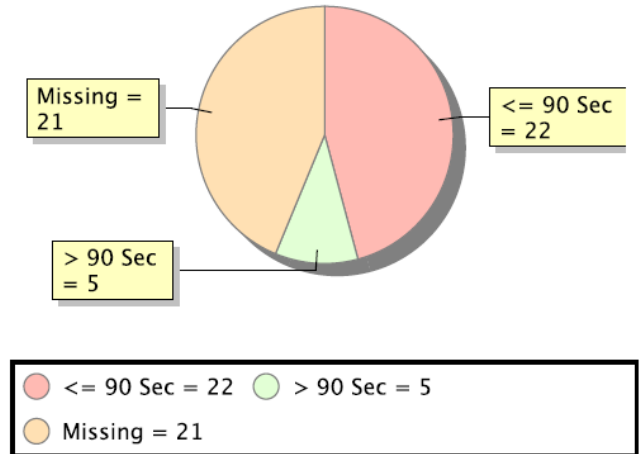 Missing =
21
<= 90 Sec
= 22
> 90 Sec
= 5
<= 90 Sec = 22 > 90 Sec = 5
Missing = 21